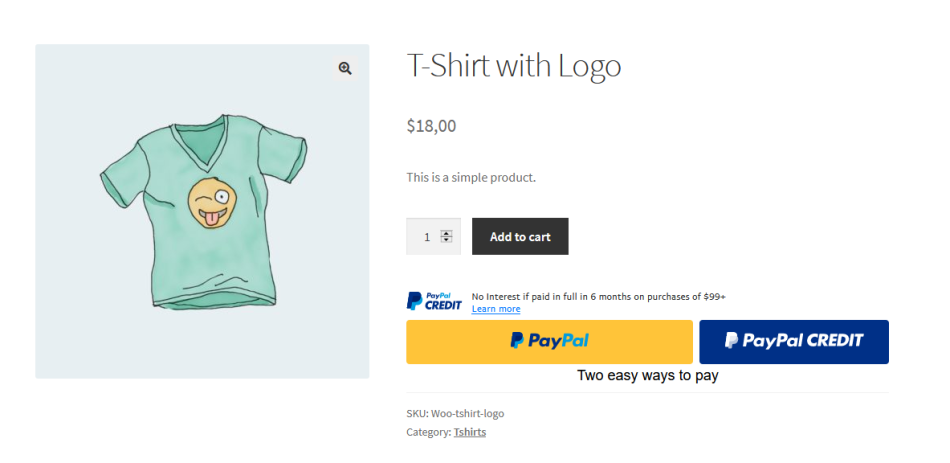 T-Shirt with Logo
$18,00
This is a simple product.
1
Add to cart
PayPal CREDIT
No Interest if paid in full in 6 months on purchases of $99+
Learn more
PayPal
PayPal CREDIT
Two easy ways to pay
SKU: Woo-tshirt-logo
Category: Tshirts